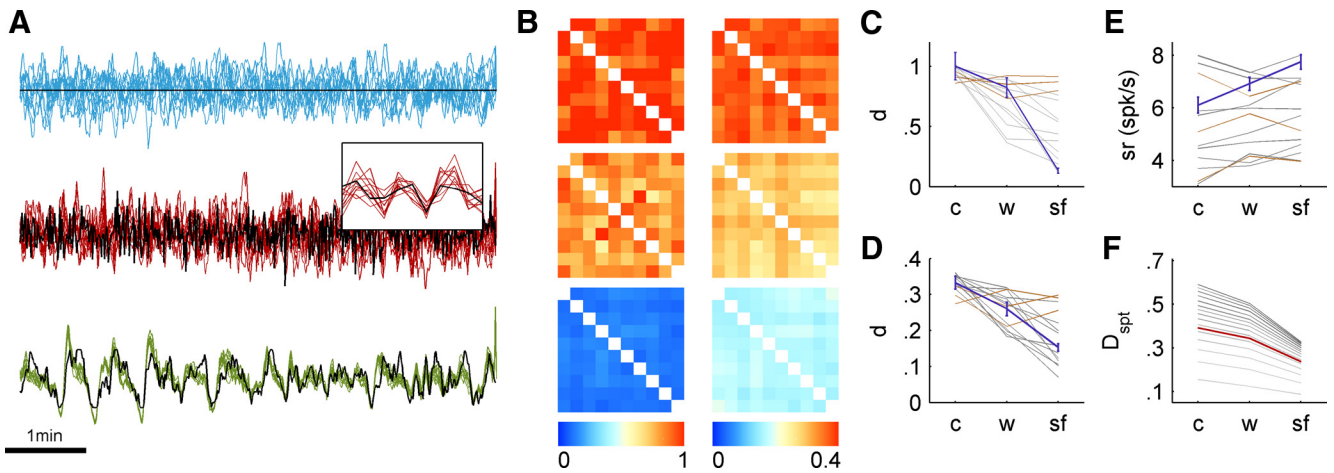 A
1min
B
0 1
0 0.4
C
d
1
.5
0
c w sf
D
d
.4
.3
.2
.1
0
c w sf
E
sr (spk/s)
8
6
4
c w sf
F
Dspt
.7
.5
.3
.1
c w sf